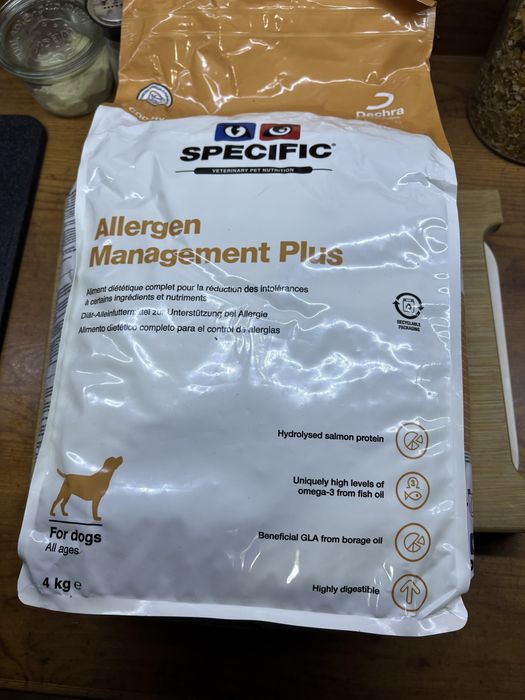 Dechra
SPECIFIC
VETERINARY PET NUTRITION
Allergen
Management Plus
Aliment diététique complet pour la réduction des intolérances
à certains ingrédients et nutriments
Diät-Alleinfuttermittel zur Unterstützung bei Allergie
Alimento dietético completo para el control de alergias
RECYCLABLE
PACKAGING
Hydrolysed salmon protein
Uniquely high levels of
omega-3 from fish oil
3
Beneficial GLA from borage oil
Highly digestible
For dogs
All ages
4 kg e